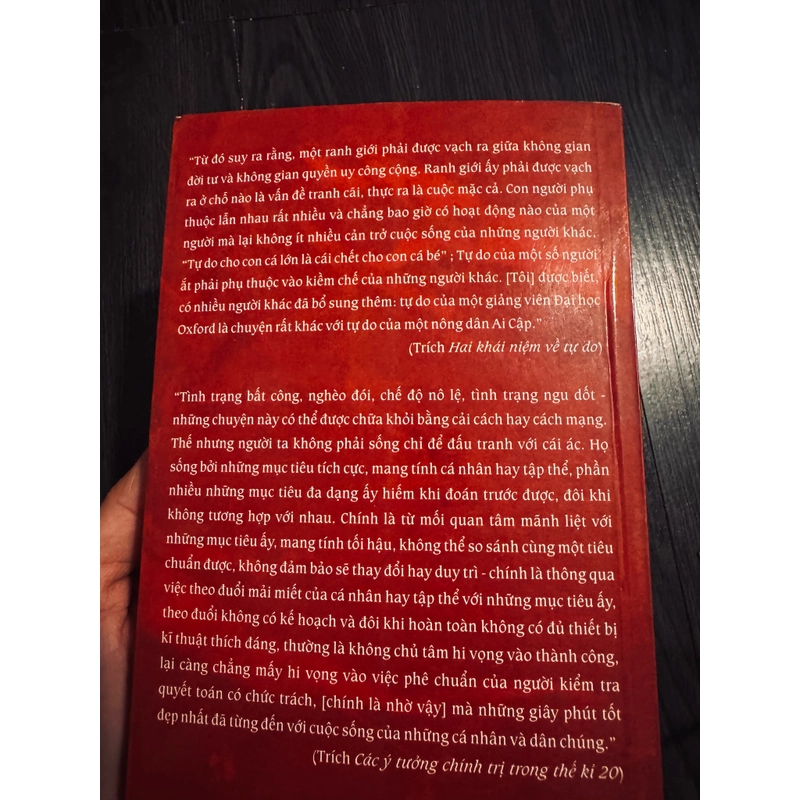 “Từ đó suy ra rằng, một ranh giới phải được vạch ra giữa không gian
đời tư và không gian quyền uy công cộng. Ranh giới ấy phải được vạch
ra ở chỗ nào là vấn đề tranh cãi, thực ra là cuộc mặc cả. Con người phụ
thuộc lẫn nhau rất nhiều và chẳng bao giờ có hoạt động nào của một
người mà lại không ít nhiều cản trở cuộc sống của những người khác.
“Tự do cho con cá lớn là cái chết cho con cá bé” ; Tự do của một số người
ắt phải phụ thuộc vào kiềm chế của những người khác. [Tôi] được biết,
có nhiều người khác đã bổ sung thêm: tự do của một giảng viên Đại học
Oxford là chuyện rất khác với tự do của một nông dân Ai Cập.”
(Trích Hai khái niệm về tự do)
“Tình trạng bất công, nghèo đói, chế độ nô lệ, tình trạng ngu dốt -
những chuyện này có thể được chữa khỏi bằng cải cách hay cách mạng.
Thế nhưng người ta không phải sống chỉ để đấu tranh với cái ác. Họ
sống bởi những mục tiêu tích cực, mang tính cá nhân hay tập thể, phần
nhiều những mục tiêu đa dạng ấy hiếm khi đoán trước được, đôi khi
không tương hợp với nhau. Chính là từ mối quan tâm mãnh liệt với
những mục tiêu ấy, mang tính tối hậu, không thể so sánh cùng một tiêu
chuẩn được, không đảm bảo sẽ thay đổi hay duy trì - chính là thông qua
việc theo đuổi mải miết của cá nhân hay tập thể với những mục tiêu ấy,
theo đuổi không có kế hoạch và đôi khi hoàn toàn không có đủ thiết bị
kĩ thuật thích đáng, thường là không chủ tâm hi vọng vào thành công,
lại càng chẳng mấy hi vọng vào việc phê chuẩn của người kiểm tra
quyết toán có chức trách, [chính là nhờ vậy] mà những giây phút tốt
đẹp nhất đã từng đến với cuộc sống của những cá nhân và dân chúng.”
(Trích Các ý tưởng chính trị trong thế kỉ 20)